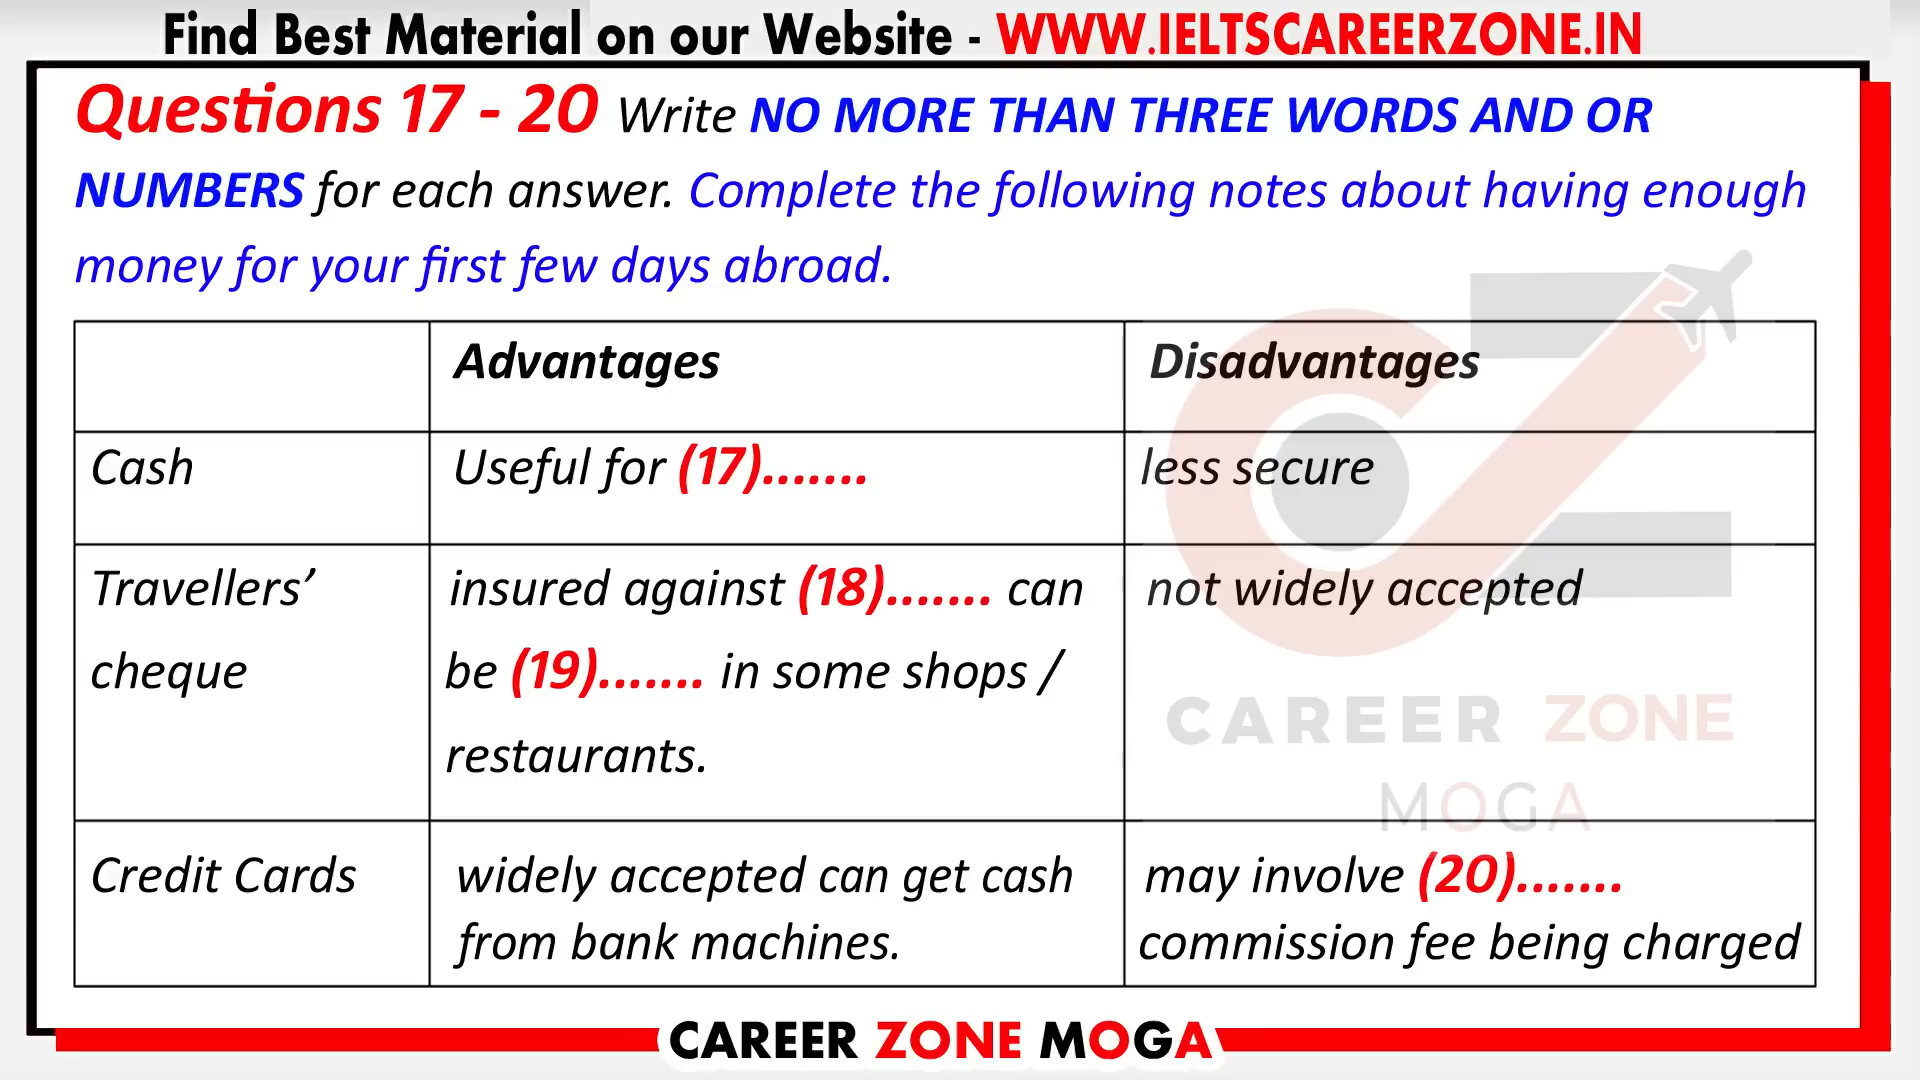 Find Best Material on our Website - WWW.IELTSCAREERZONE.IN
Questions 17 - 20 Write NO MORE THAN THREE WORDS AND OR
NUMBERS for each answer. Complete the following notes about having enough
money for your first few days abroad.
Advantages Disadvantages
Cash Useful for (17)....... less secure
Travellers’ insured against (18)....... can not widely accepted
cheque be (19)....... in some shops /
restaurants.
CAREER ZONE
MOGA
Credit Cards widely accepted can get cash may involve (20).......
from bank machines. commission fee being charged
CAREER ZONE MOGA